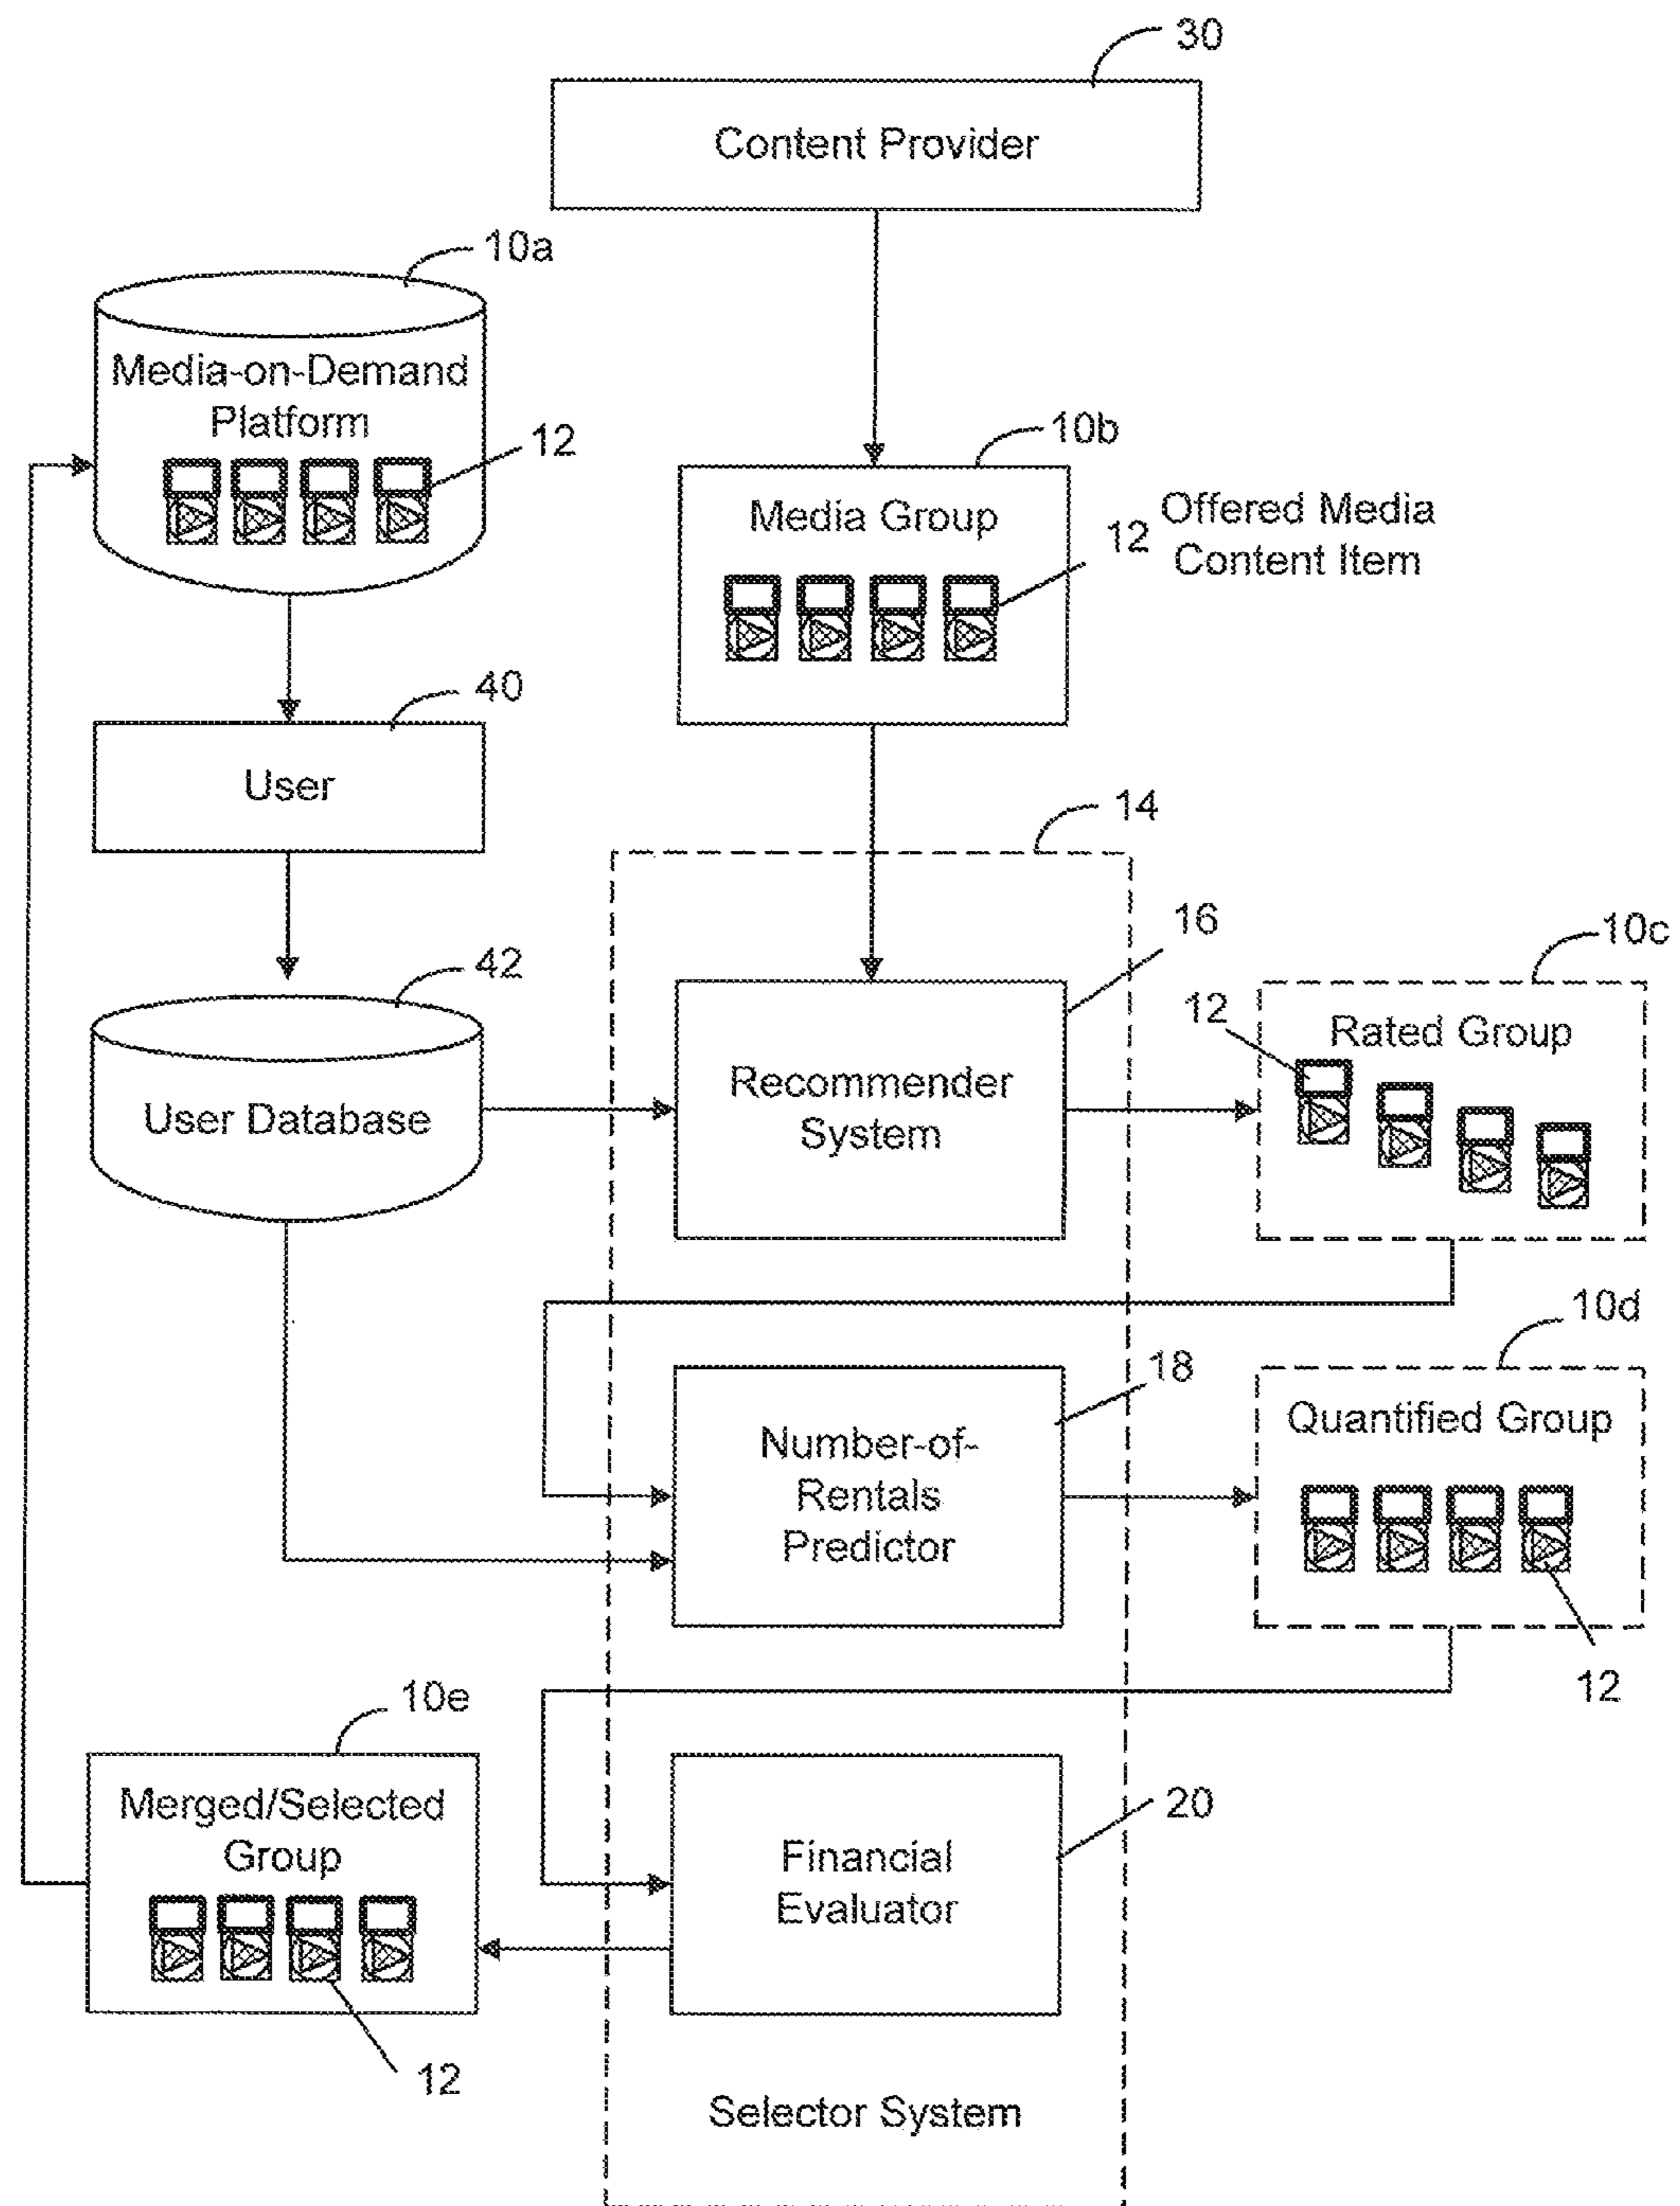 30
Content Provider
10a
Media-on-Demand
Platform
12
10b
Media Group
12
Offered Media
Content Item
40
User
14
42
User Database
16
Recommender
System
10c
12
Rated Group
18
Number-of-
Rentals
Predictor
10d
Quantified Group
12
10e
Merged/Selected
Group
12
20
Financial
Evaluator
Selector System